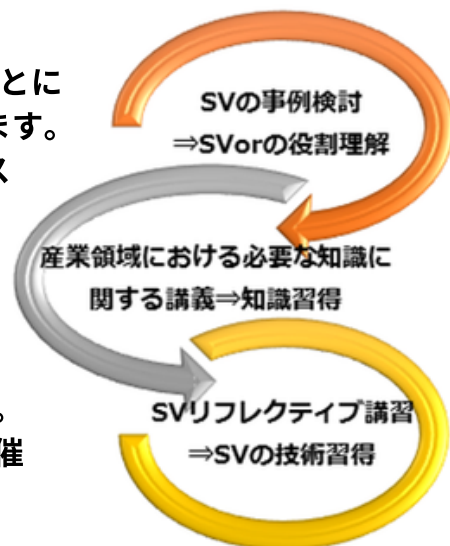 とに
SVの事例検討
ます。
⇒SVorの役割理解
ス
産業領域における必要な知識に
関する講義⇒知識習得
。
SVリフレクティブ講習
催
⇒SVの技術習得